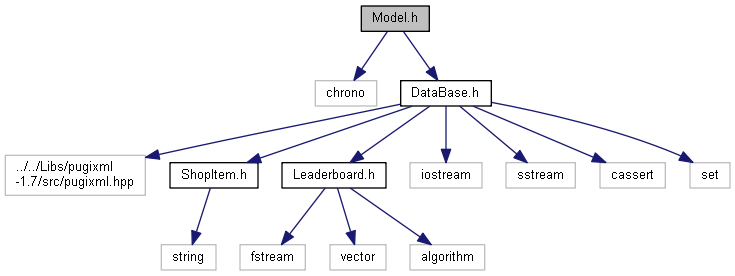 Model.h
chrono
DataBase.h
../../Libs/pugixml
-1.7/src/pugixml.hpp
ShopItem.h
Leaderboard.h
iostream
sstream
cassert
set
string
fstream
vector
algorithm